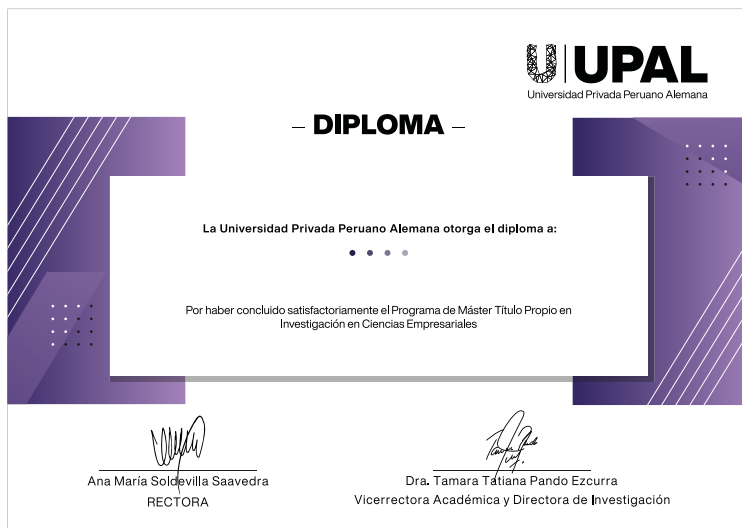 UPAL
Universidad Privada Peruano Alemana
– DIPLOMA –
La Universidad Privada Peruano Alemana otorga el diploma a:
Por haber concluido satisfactoriamente el Programa de Máster Título Propio en
Investigación en Ciencias Empresariales
Ana María Soldevilla Saavedra
RECTORA
Dra. Tamara Tatiana Pando Ezcurra
Vicerrectora Académica y Directora de Investigación